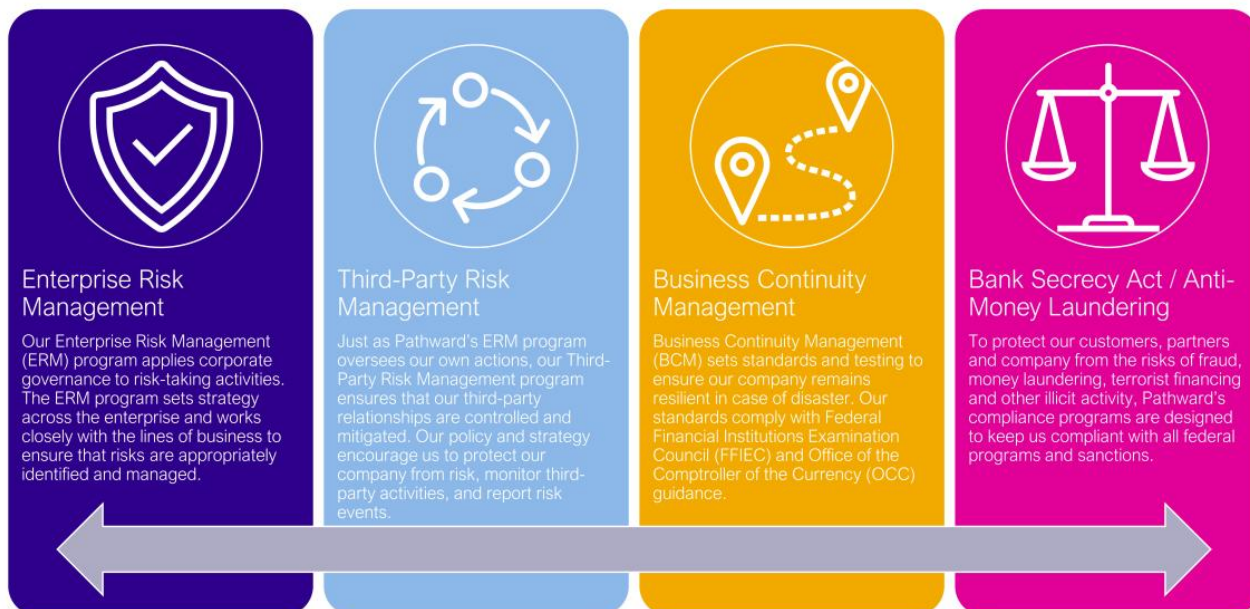 Enterprise Risk
Management
Our Enterprise Risk Management
(ERM) program applies corporate
governance to risk-taking activities.
The ERM program sets strategy
across the enterprise and works
closely with the lines of business to
ensure that risks are appropriately
identified and managed.
Third-Party Risk
Management
Just as Pathward's ERM program
oversees our own actions, our Third-
Party Risk Management program
ensures that our third-party
relationships are controlled and
mitigated. Our policy and strategy
encourage us to protect our
company from risk, monitor third-
party activities, and report risk
events.
Business Continuity
Management
Business Continuity Management
(BCM) sets standards and testing to
ensure our company remains
resilient in case of disaster. Our
standards comply with Federal
Financial Institutions Examination
Council (FFIEC) and Office of the
Comptroller of the Currency (OCC)
guidance.
Bank Secrecy Act / Anti-
Money Laundering
To protect our customers, partners
and company from the risks of fraud,
money laundering, terrorist financing
and other illicit activity, Pathward's
compliance programs are designed
to keep us compliant with all federal
programs and sanctions.